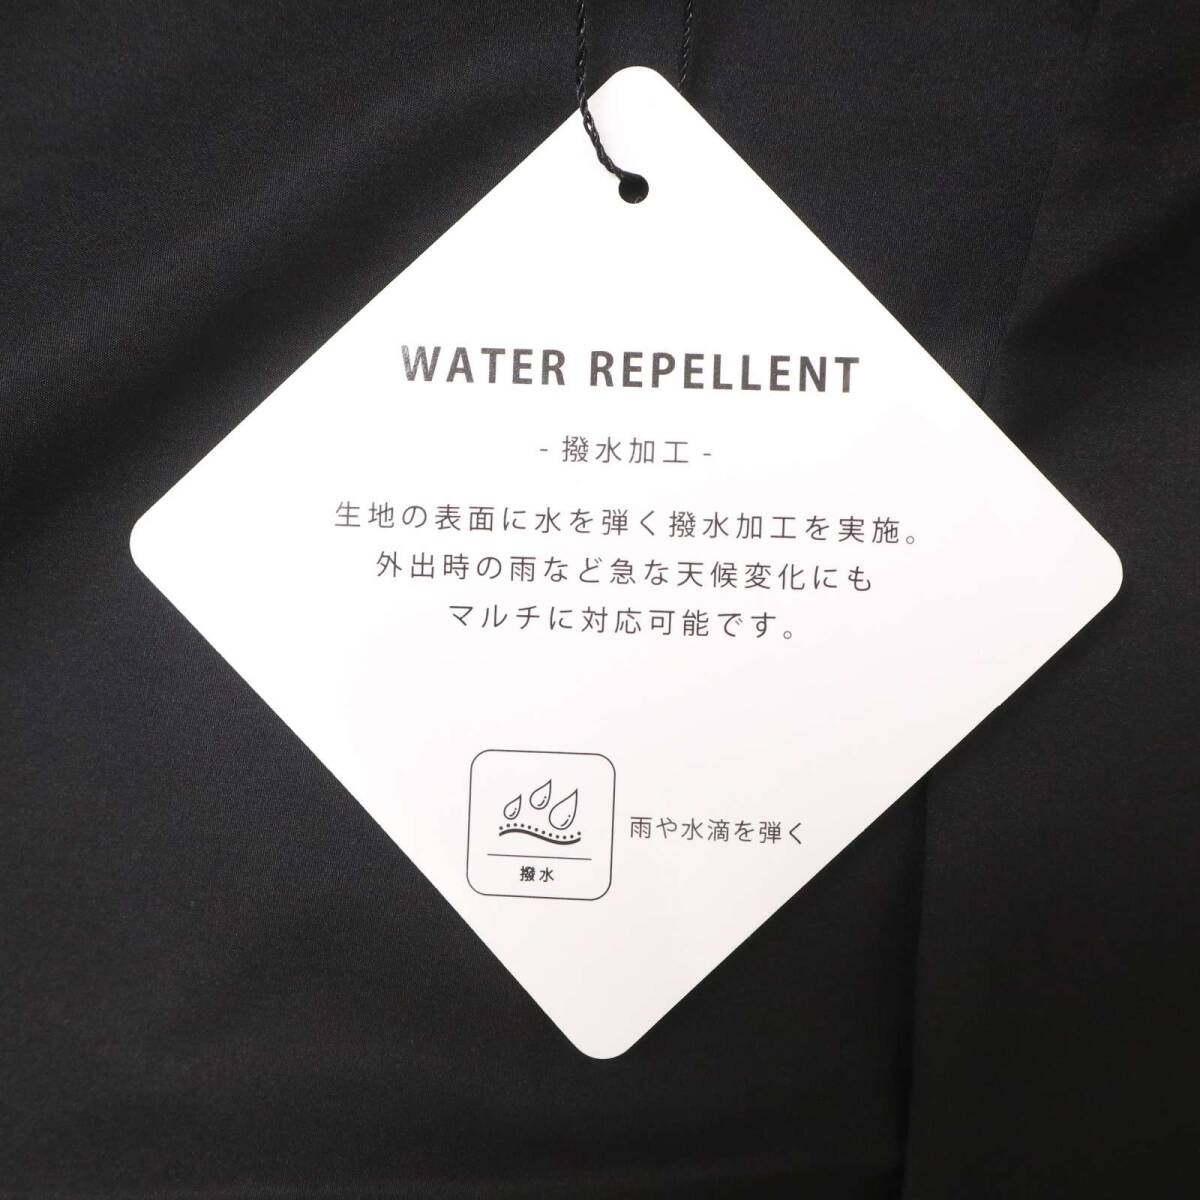 WATER REPELLENT
- 撥水加工 -
生地の表面に水を弾く撥水加工を実施。
外出時の雨など急な天候変化にも
マルチに対応可能です。
雨や水滴を弾く
撥水